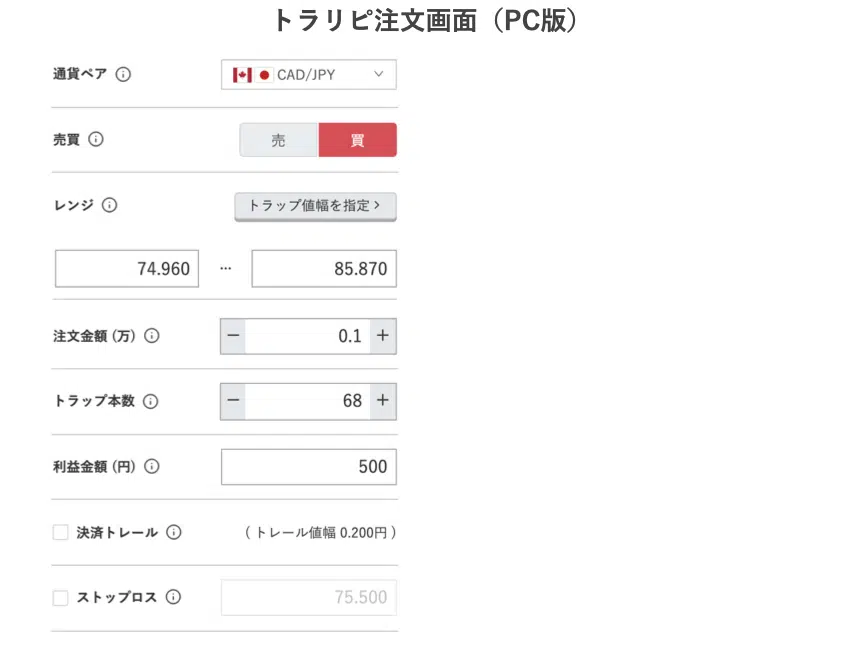 トラリピ注文画面（PC版）
通貨ペア CAD/JPY
売買 売 買
レンジ トラップ値幅を指定 >
74.960 … 85.870
注文金額 (万) − 0.1 +
トラップ本数 − 68 +
利益金額 (円) 500
決済トレール ( トレール値幅 0.200円 )
ストップロス 75.500